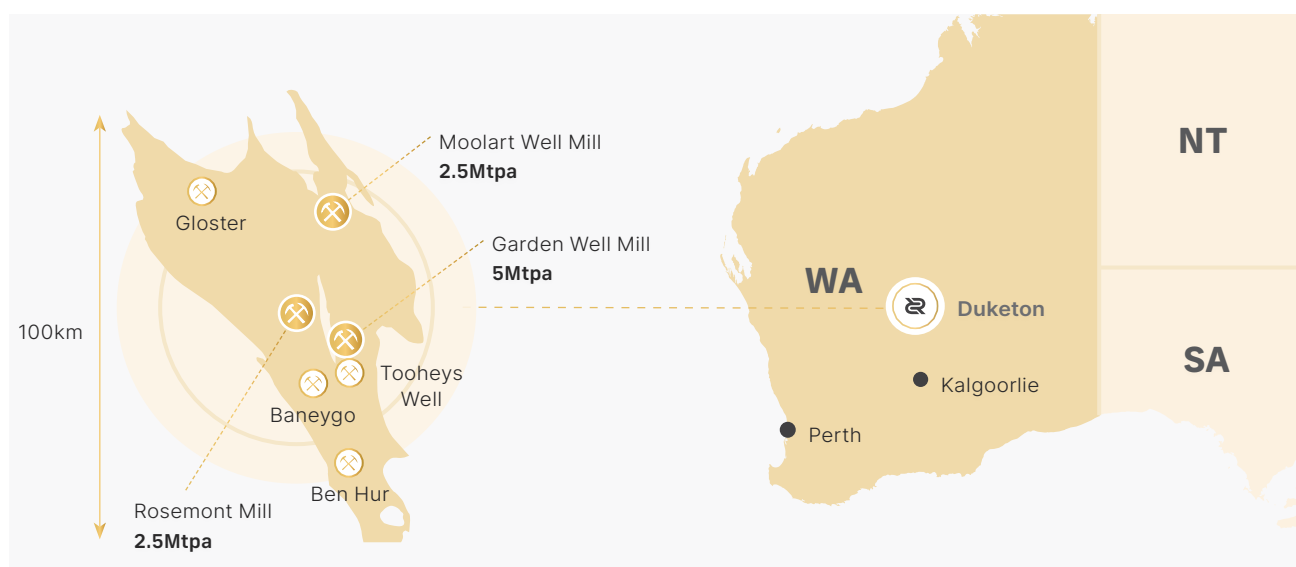 Moolart Well Mill
2.5Mtpa
Gloster
Garden Well Mill
5Mtpa
100km
Tooheys
Well
Baneygo
Ben Hur
Rosemont Mill
2.5Mtpa
NT
WA
Duketon
SA
Kalgoorlie
Perth